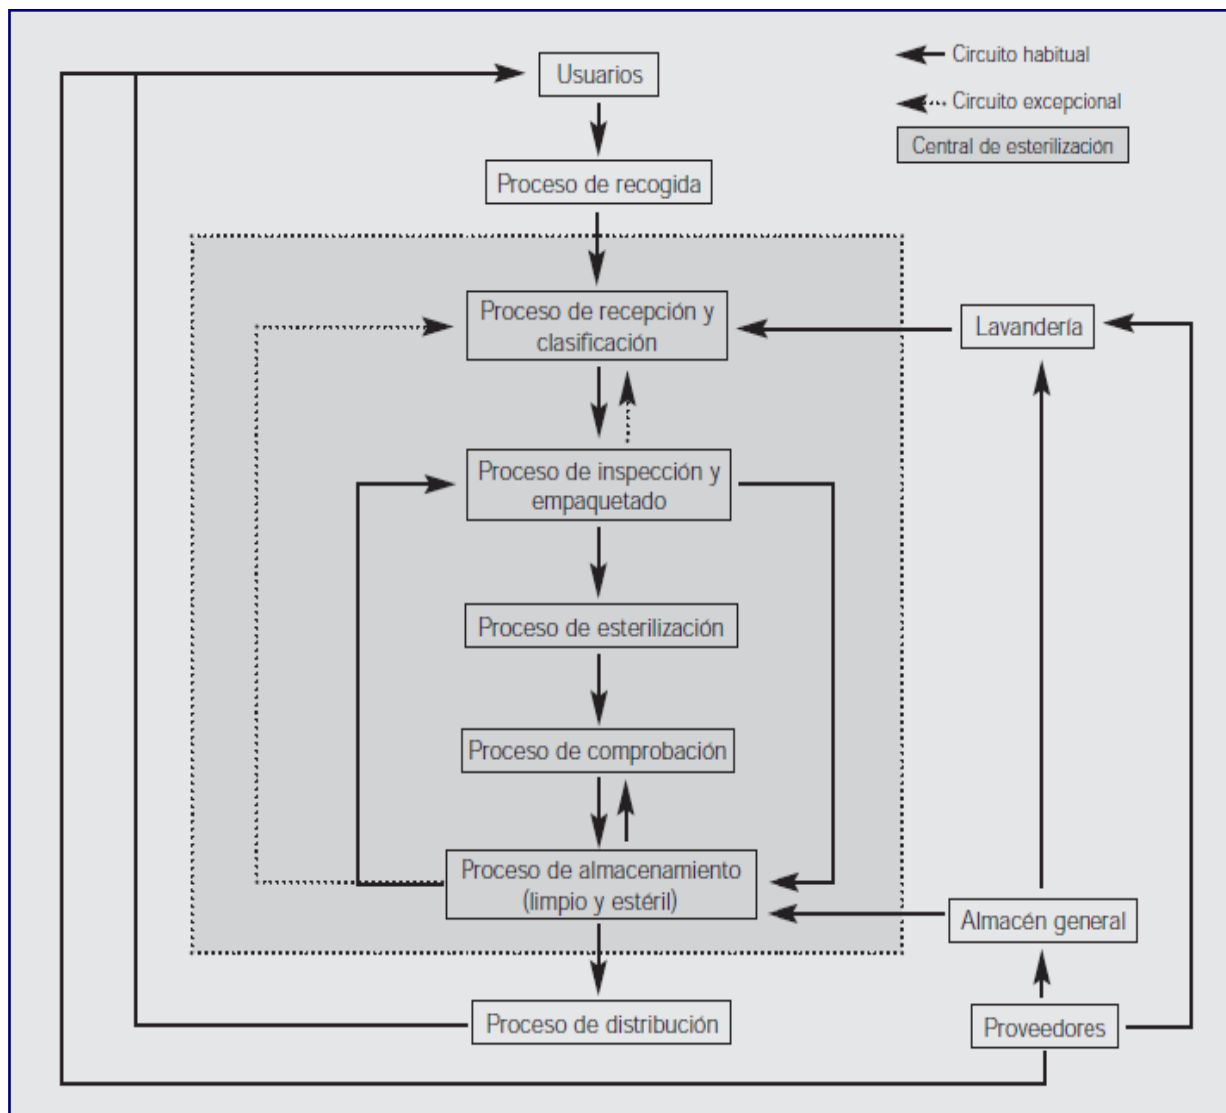 Usuarios
Circuito habitual
Circuito excepcional
Central de esterilización
Proceso de recogida
Proceso de recepción y
clasificación
Lavandería
Proceso de inspección y
empaquetado
Proceso de esterilización
Proceso de comprobación
Proceso de almacenamiento
(limpio y estéril)
Almacén general
Proceso de distribución
Proveedores